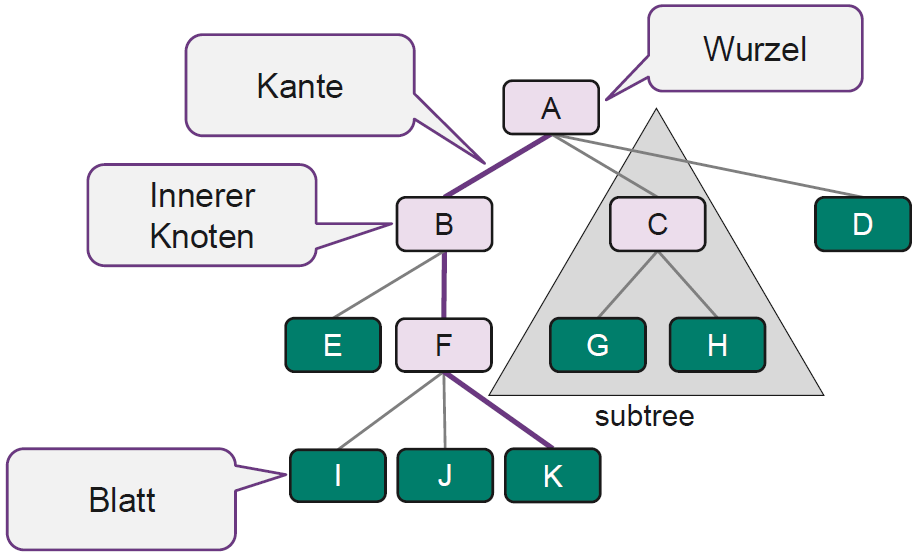 Wurzel
Kante
A
Innerer
Knoten
B
C
D
E
F
G
H
subtree
Blatt
I
J
K